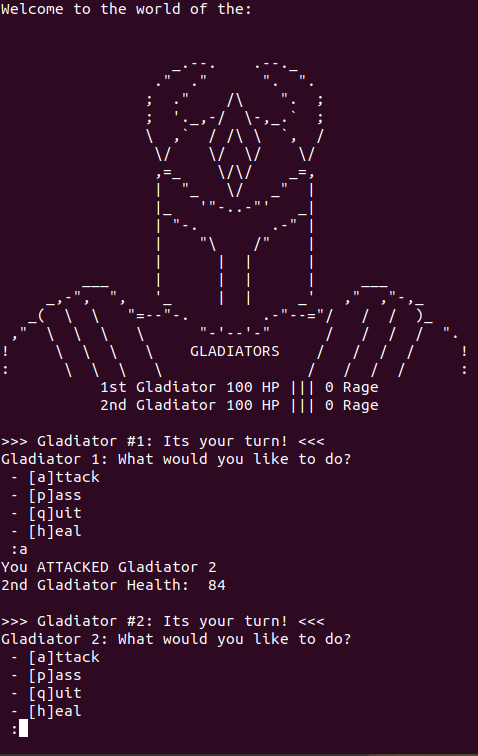 Welcome to the world of the:
GLADIATORS
1st Gladiator 100 HP ||| 0 Rage
2nd Gladiator 100 HP ||| 0 Rage
>>> Gladiator #1: Its your turn! <<<
Gladiator 1: What would you like to do?
- [a]ttack
- [p]ass
- [q]uit
- [h]eal
:a
You ATTACKED Gladiator 2
2nd Gladiator Health:  84
>>> Gladiator #2: Its your turn! <<<
Gladiator 2: What would you like to do?
- [a]ttack
- [p]ass
- [q]uit
- [h]eal
: